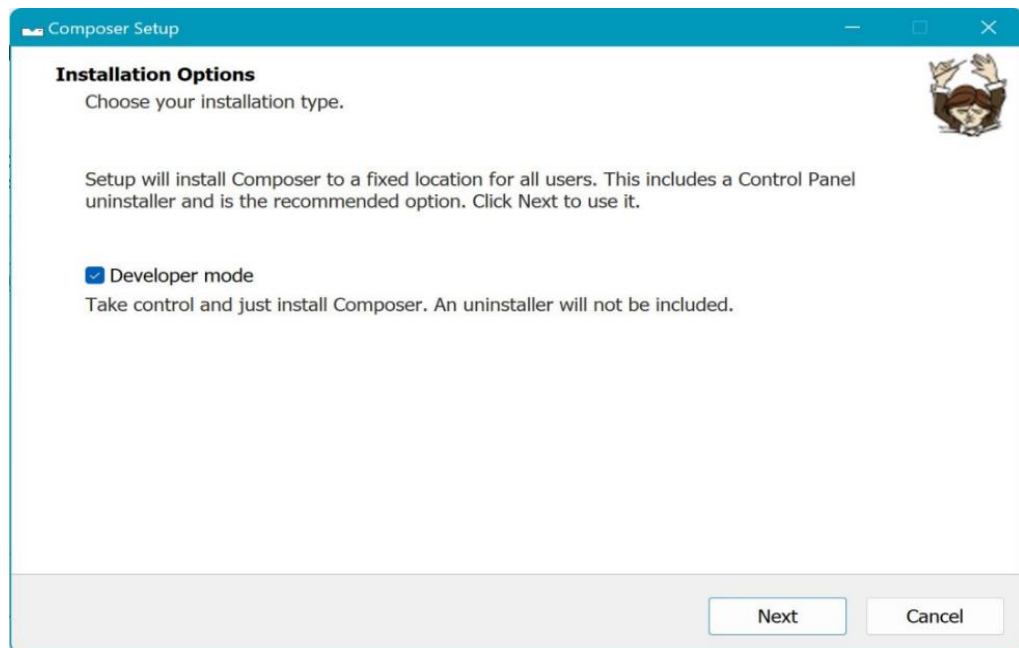 Composer Setup
Installation Options
Choose your installation type.
Setup will install Composer to a fixed location for all users. This includes a Control Panel
uninstaller and is the recommended option. Click Next to use it.
Developer mode
Take control and just install Composer. An uninstaller will not be included.
Next
Cancel